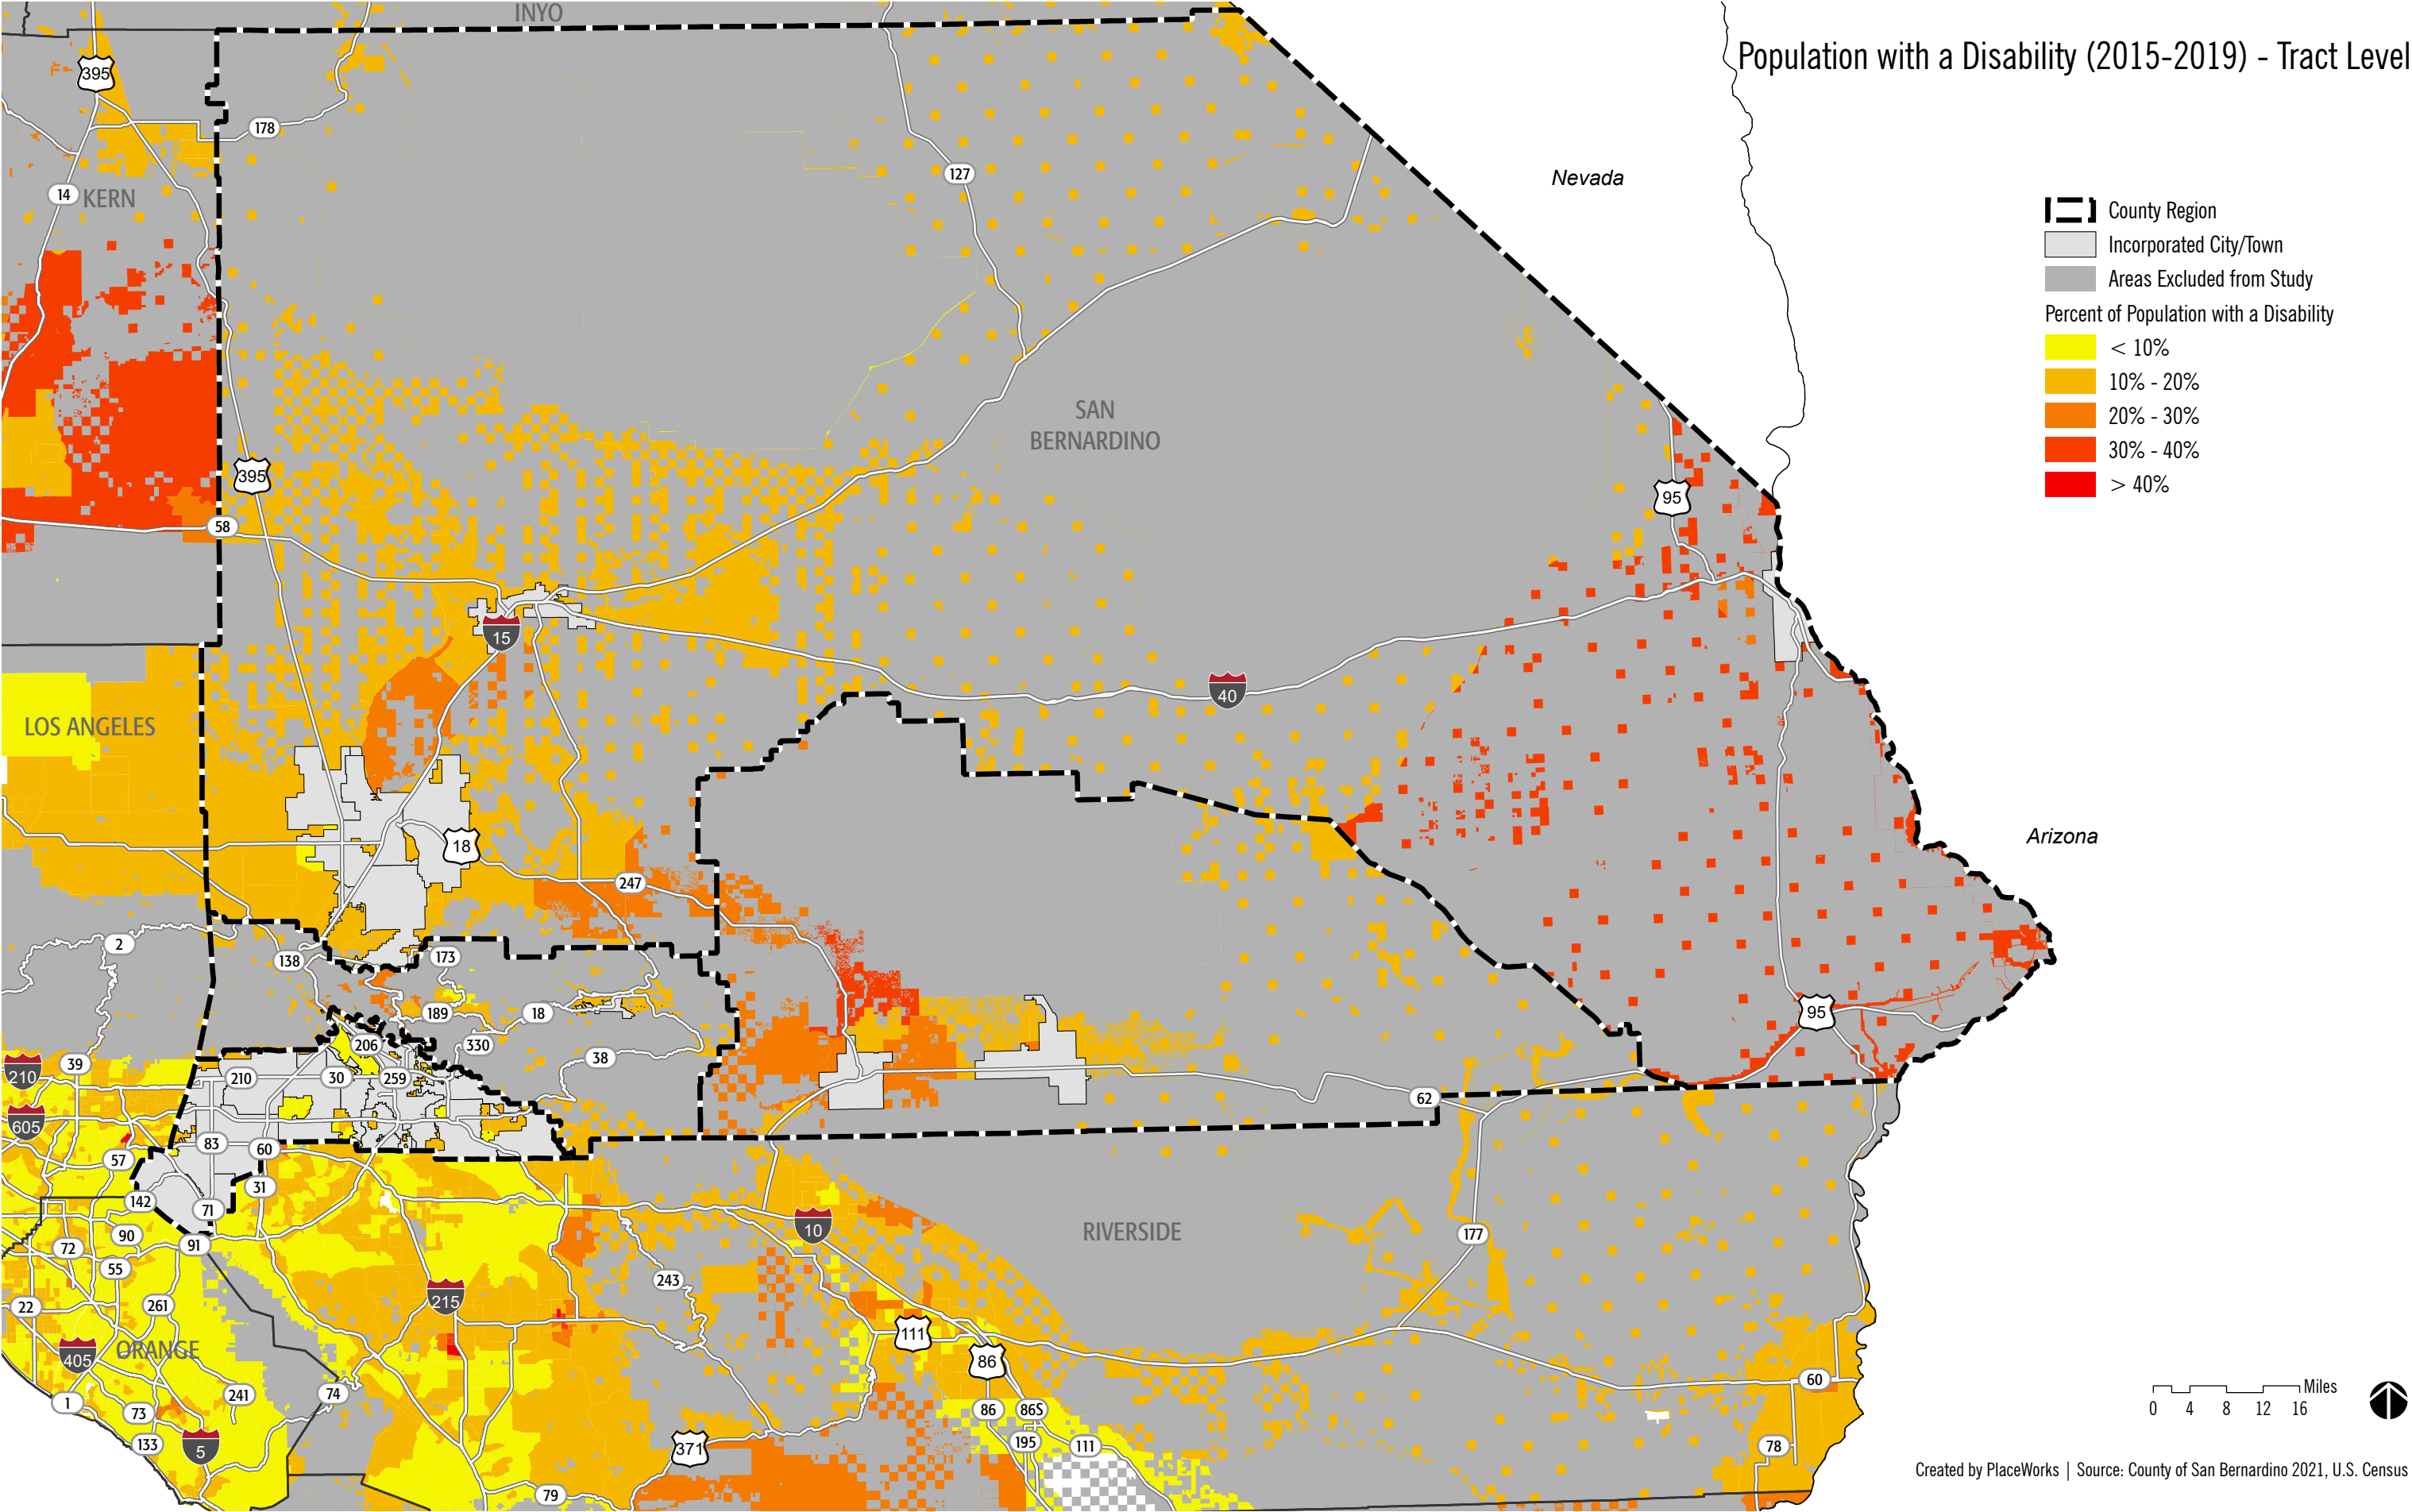 Population with a Disability (2015-2019) - Tract Level
INYO
395
178
127
14
KERN
Nevada
County Region
Incorporated City/Town
Areas Excluded from Study
Percent of Population with a Disability
< 10%
10% - 20%
20% - 30%
30% - 40%
> 40%
SAN
BERNARDINO
395
95
58
15
40
LOS ANGELES
18
247
Arizona
2
138
173
189
18
206
330
38
95
210
39
210
30
259
62
605
83
60
57
142
31
71
10
RIVERSIDE
177
90
91
72
55
243
22
261
215
ORANGE
405
111
86
1
73
241
74
86
86S
60
133
5
371
195
111
78
79
Miles
0 4 8 12 16
Created by PlaceWorks | Source: County of San Bernardino 2021, U.S. Census